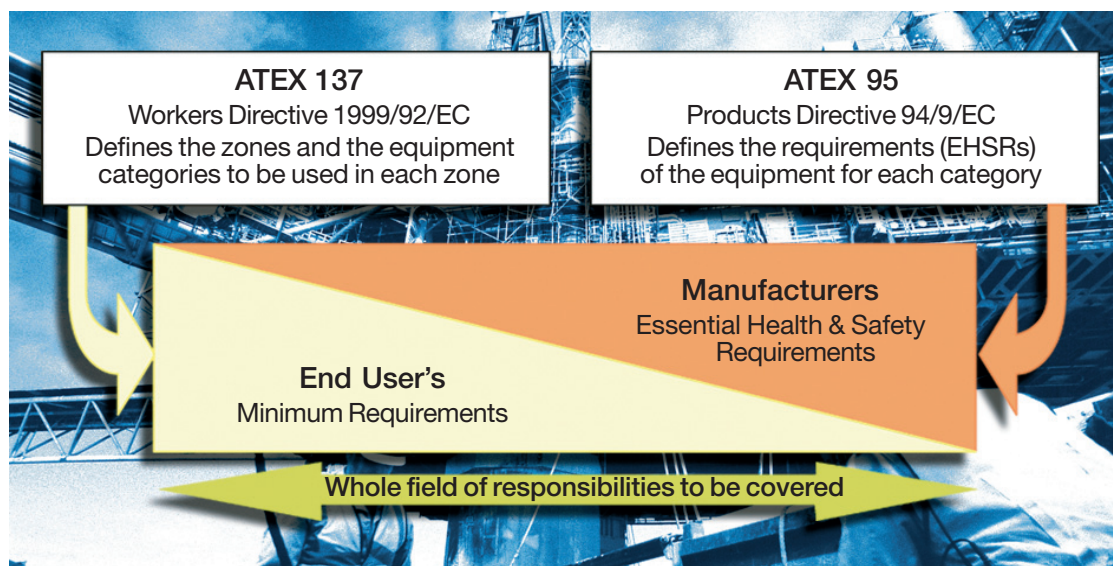 ATEX 137
Workers Directive 1999/92/EC
Defines the zones and the equipment
categories to be used in each zone
ATEX 95
Products Directive 94/9/EC
Defines the requirements (EHSRs)
of the equipment for each category
Manufacturers
Essential Health & Safety
Requirements
End User's
Minimum Requirements
Whole field of responsibilities to be covered